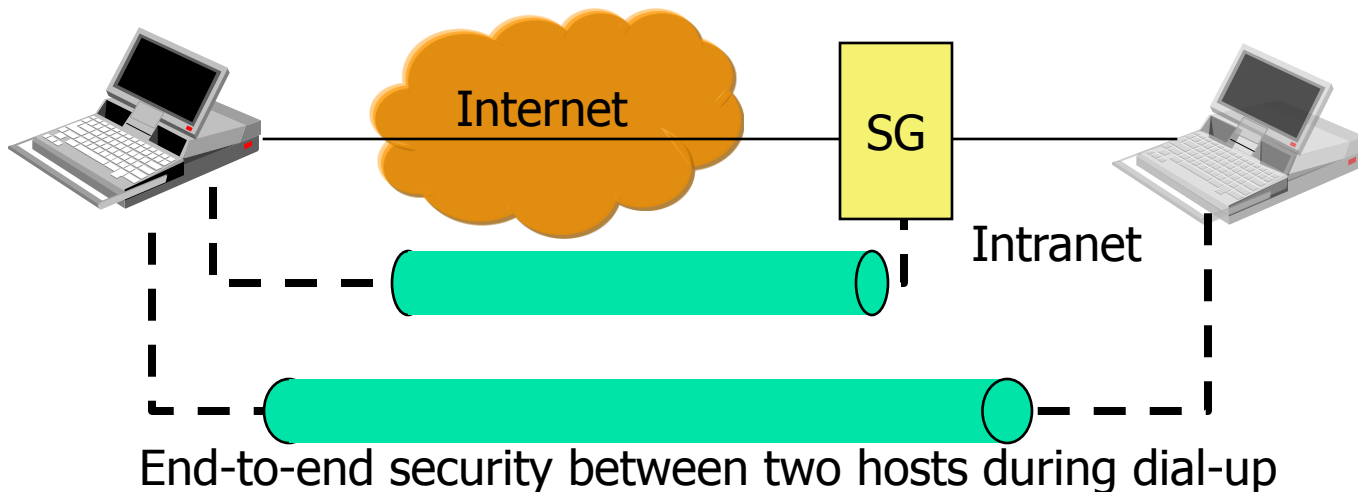 Internet
SG
Intranet
End-to-end security between two hosts during dial-up